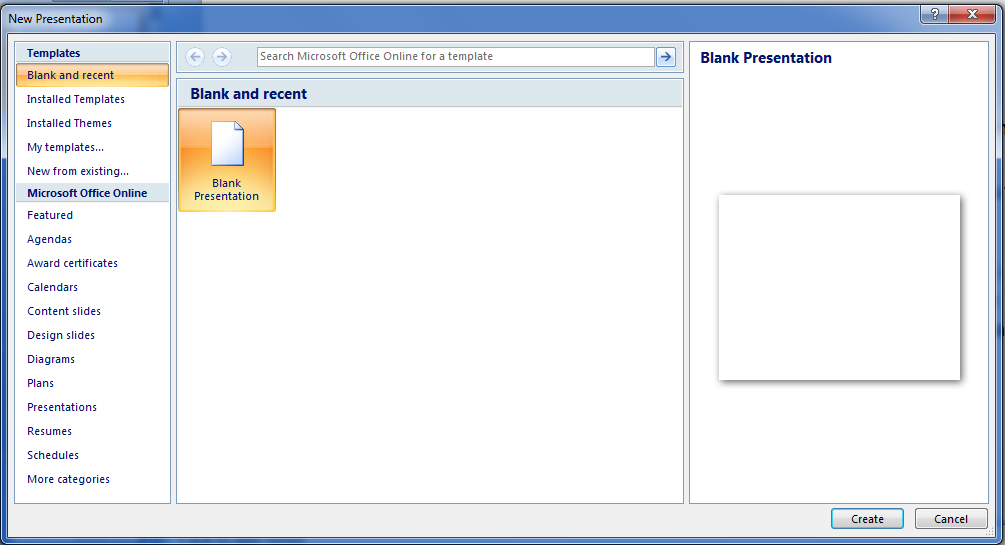 New Presentation
?
Templates
Blank and recent
Installed Templates
Installed Themes
My templates...
New from existing...
Microsoft Office Online
Featured
Agendas
Award certificates
Calendars
Content slides
Design slides
Diagrams
Plans
Presentations
Resumes
Schedules
More categories
Search Microsoft Office Online for a template
Blank and recent
Blank
Presentation
Blank Presentation
Create
Cancel